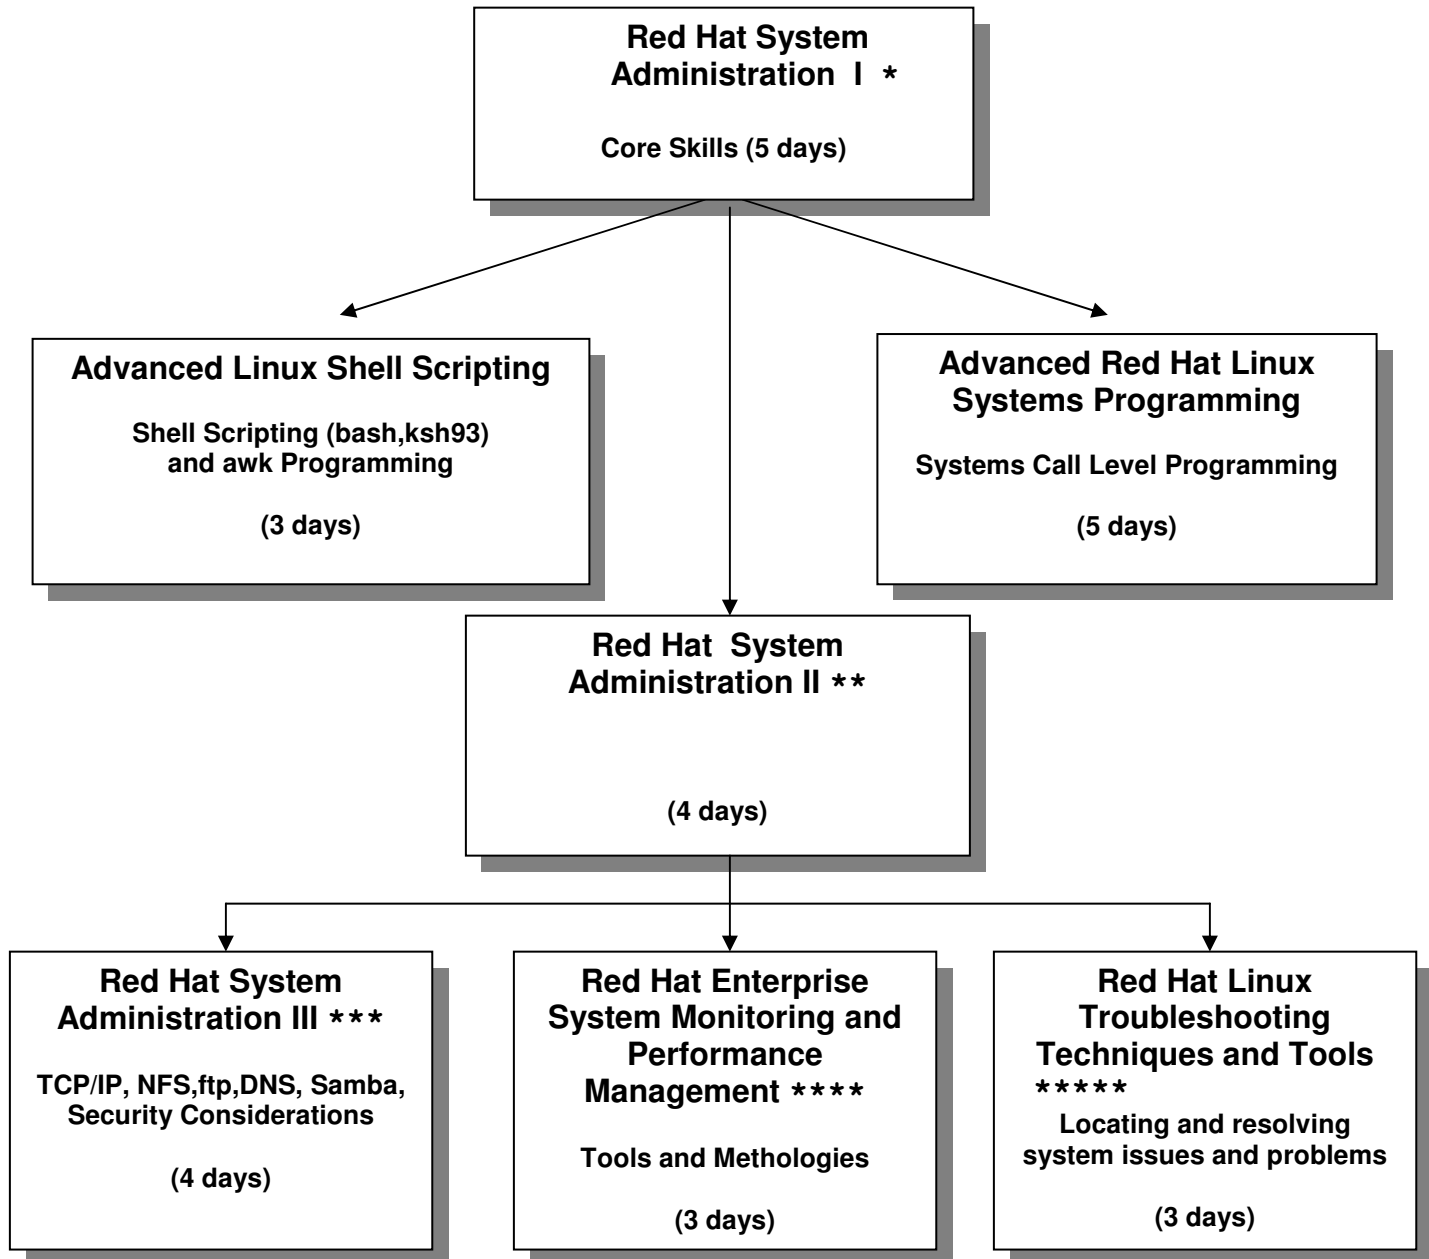 Red Hat System
Administration  I  *
Core Skills (5 days)
Advanced Linux Shell Scripting
Shell Scripting (bash,ksh93)
and awk Programming
(3 days)
Advanced Red Hat Linux
Systems Programming
Systems Call Level Programming
(5 days)
Red Hat  System
Administration II **
(4 days)
Red Hat System
Administration III ***
TCP/IP, NFS,ftp,DNS, Samba,
Security Considerations
(4 days)
Red Hat Enterprise
System Monitoring and
Performance
Management ****
Tools and Methologies
(3 days)
Red Hat Linux
Troubleshooting
Techniques and Tools
*****
Locating and resolving
system issues and problems
(3 days)